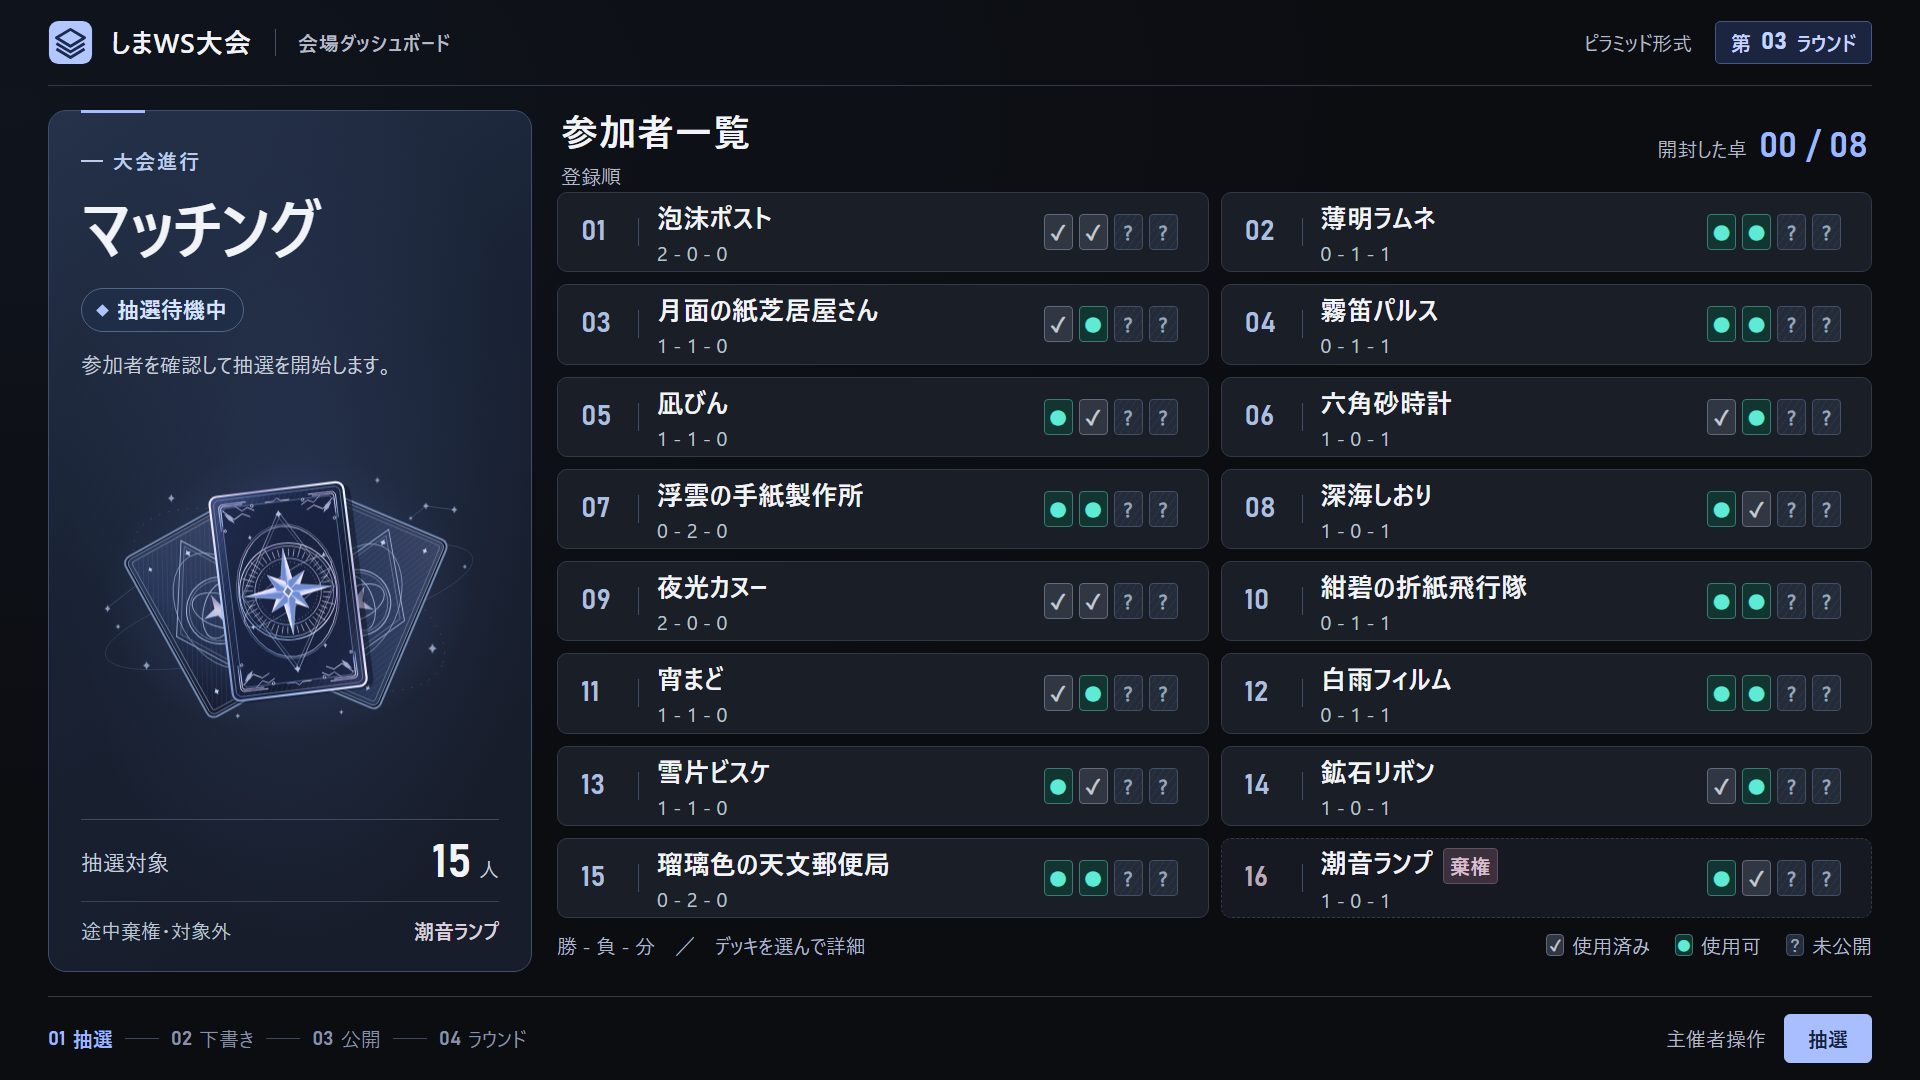 しまWS大会 会場ダッシュボード
ピラミッド形式 第 03 ラウンド
大会進行
マッチング
◆ 抽選待機中
参加者を確認して抽選を開始します。
抽選対象 15 人
途中棄権・対象外 潮音ランプ
参加者一覧
登録順
開封した卓 00 / 08
01 泡沫ポスト ✓ ✓ ? ?
2 - 0 - 0
02 薄明ラムネ ● ● ? ?
0 - 1 - 1
03 月面の紙芝居屋さん ✓ ● ? ?
1 - 1 - 0
04 霧笛パルス ● ● ? ?
0 - 1 - 1
05 凪びん ● ✓ ? ?
1 - 1 - 0
06 六角砂時計 ✓ ● ? ?
1 - 0 - 1
07 浮雲の手紙製作所 ● ● ? ?
0 - 2 - 0
08 深海しおり ● ✓ ? ?
1 - 0 - 1
09 夜光カヌー ✓ ✓ ? ?
2 - 0 - 0
10 紺碧の折紙飛行隊 ● ● ? ?
0 - 1 - 1
11 宵まど ✓ ● ? ?
1 - 1 - 0
12 白雨フィルム ● ● ? ?
0 - 1 - 1
13 雪片ビスケ ● ✓ ? ?
1 - 1 - 0
14 鉱石リボン ✓ ● ? ?
1 - 0 - 1
15 瑠璃色の天文郵便局 ● ● ? ?
0 - 2 - 0
16 潮音ランプ 棄権 ● ✓ ? ?
1 - 0 - 1
勝 - 負 - 分 ／ デッキを選んで詳細
✓ 使用済み ● 使用可 ? 未公開
01 抽選 02 下書き 03 公開 04 ラウンド
主催者操作 抽選